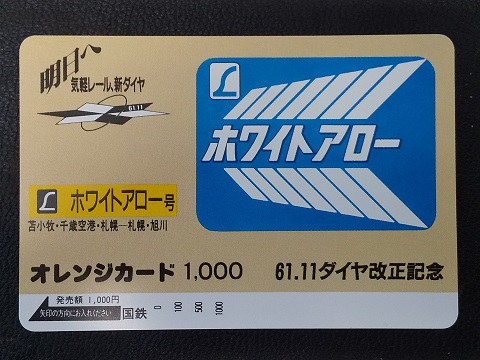 明日へ
気軽レール、新ダイヤ
61.11
L
ホワイトアロー
L ホワイトアロー号
苫小牧・千歳空港・札幌―札幌・旭川
オレンジカード 1,000
61.11ダイヤ改正記念
発売額 1,000円
矢印の方向にお入れください
国鉄
0 100 500 1000